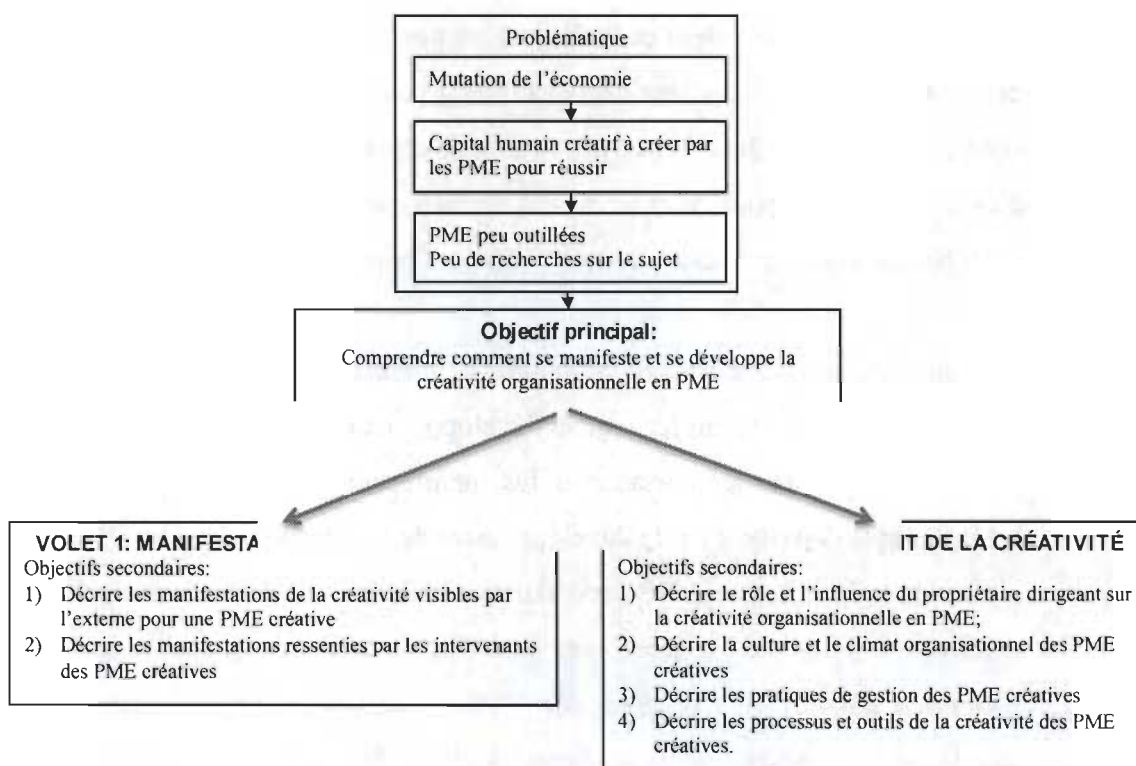 Problématique
Mutation de l'économie
Capital humain créatif à créer par
les PME pour réussir
PME peu outillées
Peu de recherches sur le sujet
Objectif principal:
Comprendre comment se manifeste et se développe la
créativité organisationnelle en PME
VOLET 1: MANIFESTA
Objectifs secondaires:
1) Décrire les manifestations de la créativité visibles par
l'externe pour une PME créative
2) Décrire les manifestations ressenties par les intervenants
des PME créatives
IT DE LA CRÉATIVITÉ
Objectifs secondaires:
1) Décrire le rôle et l'influence du propriétaire dirigeant sur
la créativité organisationnelle en PME;
2) Décrire la culture et le climat organisationnel des PME
créatives
3) Décrire les pratiques de gestion des PME créatives
4) Décrire les processus et outils de la créativité des PME
créatives.